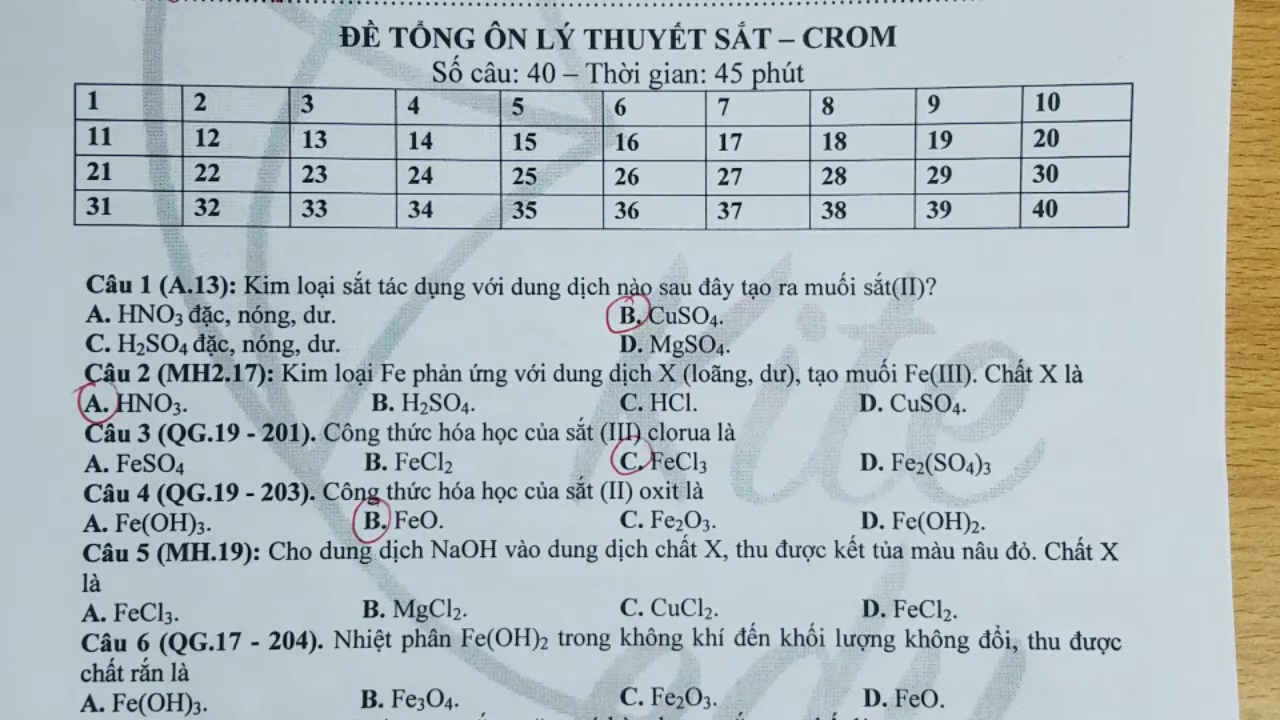 ĐỀ TỔNG ÔN LÝ THUYẾT SẮT – CROM
Số câu: 40 – Thời gian: 45 phút
1 2 3 4 5 6 7 8 9 10
11 12 13 14 15 16 17 18 19 20
21 22 23 24 25 26 27 28 29 30
31 32 33 34 35 36 37 38 39 40
Câu 1 (A.13): Kim loại sắt tác dụng với dung dịch nào sau đây tạo ra muối sắt(II)?
A. HNO₃ đặc, nóng, dư. B. CuSO₄.
C. H₂SO₄ đặc, nóng, dư. D. MgSO₄.
Câu 2 (MH2.17): Kim loại Fe phản ứng với dung dịch X (loãng, dư), tạo muối Fe(III). Chất X là
A. HNO₃. B. H₂SO₄. C. HCl. D. CuSO₄.
Câu 3 (QG.19 - 201). Công thức hóa học của sắt (III) clorua là
A. FeSO₄ B. FeCl₂ C. FeCl₃ D. Fe₂(SO₄)₃
Câu 4 (QG.19 - 203). Công thức hóa học của sắt (II) oxit là
A. Fe(OH)₃. B. FeO. C. Fe₂O₃. D. Fe(OH)₂.
Câu 5 (MH.19): Cho dung dịch NaOH vào dung dịch chất X, thu được kết tủa màu nâu đỏ. Chất X
là
A. FeCl₃. B. MgCl₂. C. CuCl₂. D. FeCl₂.
Câu 6 (QG.17 - 204). Nhiệt phân Fe(OH)₂ trong không khí đến khối lượng không đổi, thu được
chất rắn là
A. Fe(OH)₃. B. Fe₃O₄. C. Fe₂O₃. D. FeO.
Kite
edu